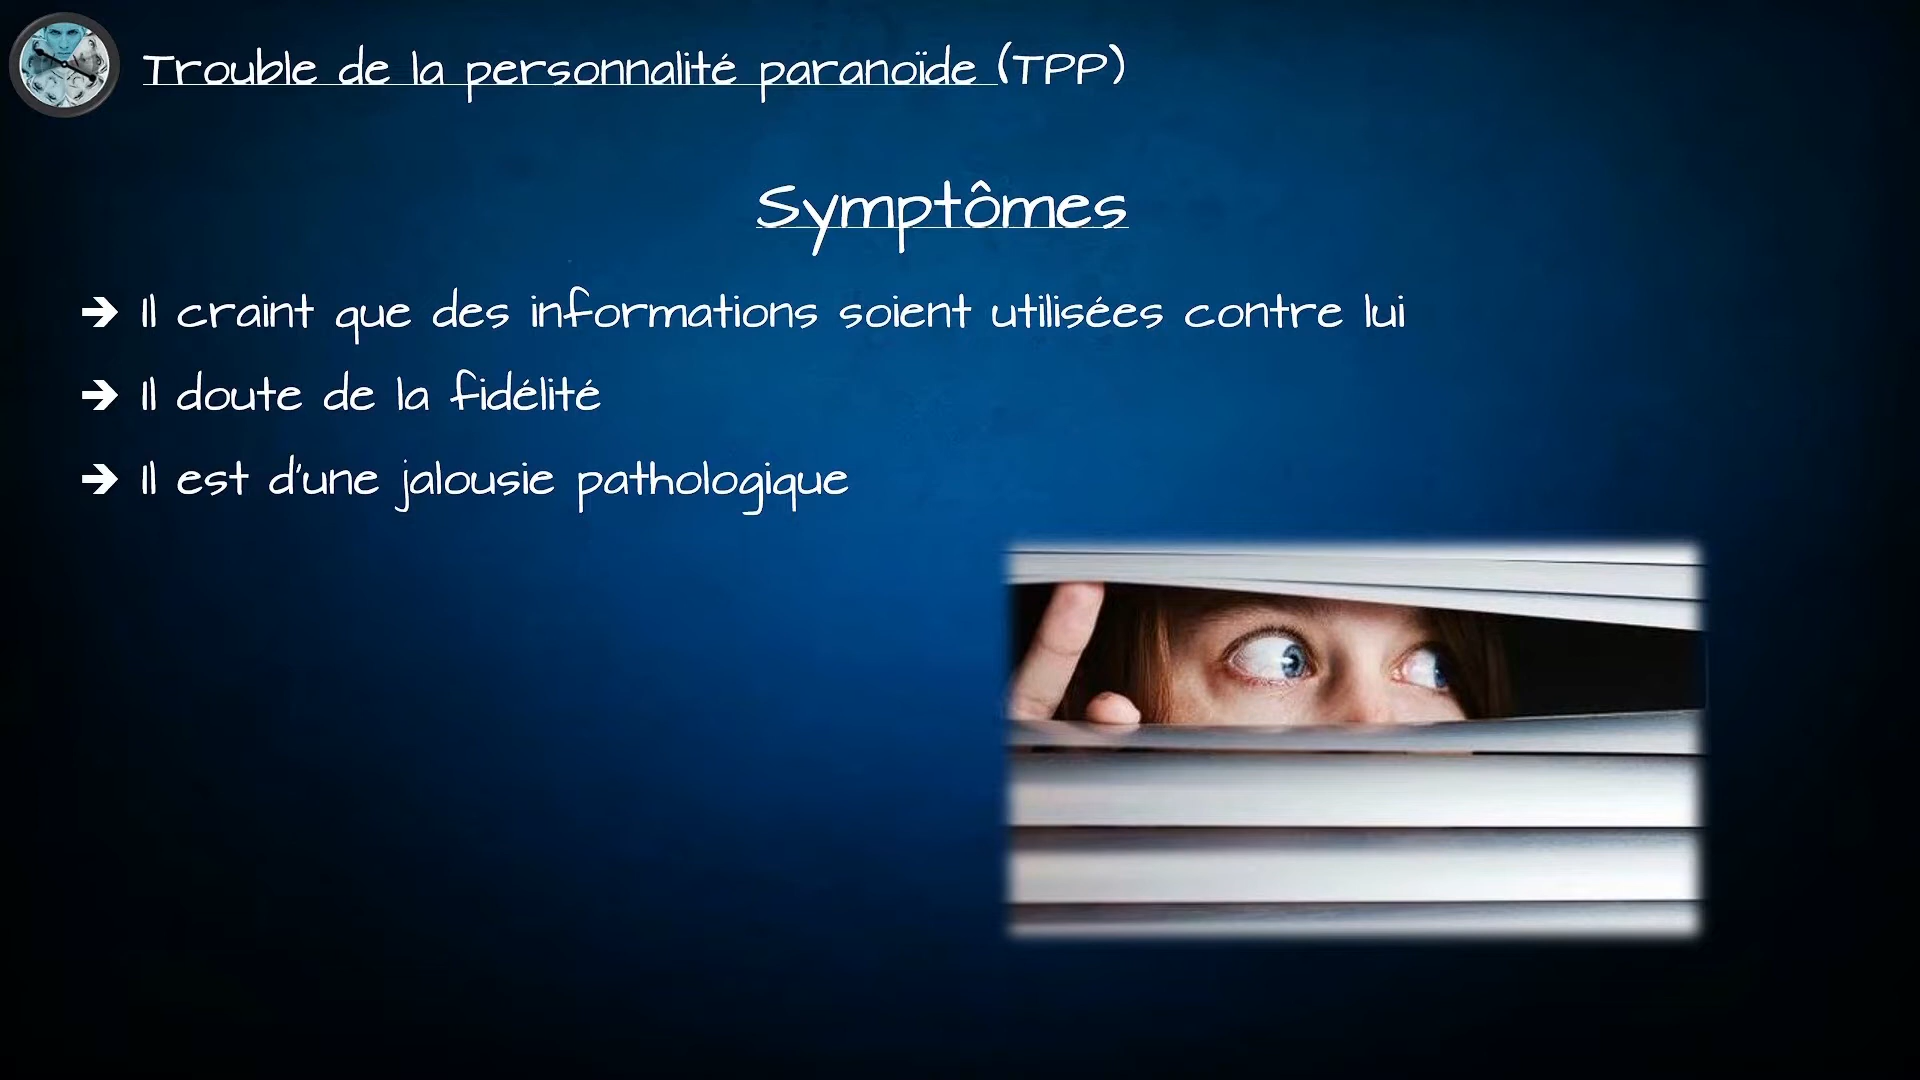 Trouble de la personnalité paranoïde (TPP)
Symptômes
➔ Il craint que des informations soient utilisées contre lui
➔ Il doute de la fidélité
➔ Il est d'une jalousie pathologique